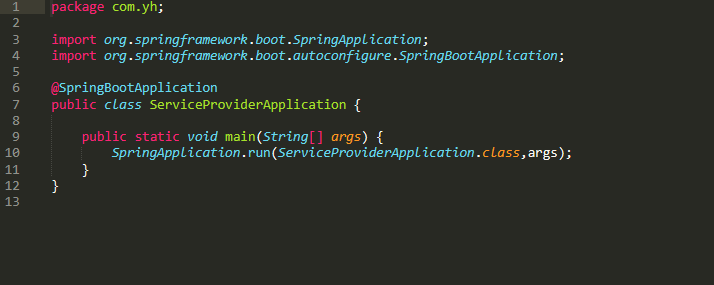 1 package com.yh;
2
3 import org.springframework.boot.SpringApplication;
4 import org.springframework.boot.autoconfigure.SpringBootApplication;
5
6 @SpringBootApplication
7 public class ServiceProviderApplication {
8
9     public static void main(String[] args) {
10         SpringApplication.run(ServiceProviderApplication.class,args);
11     }
12 }
13